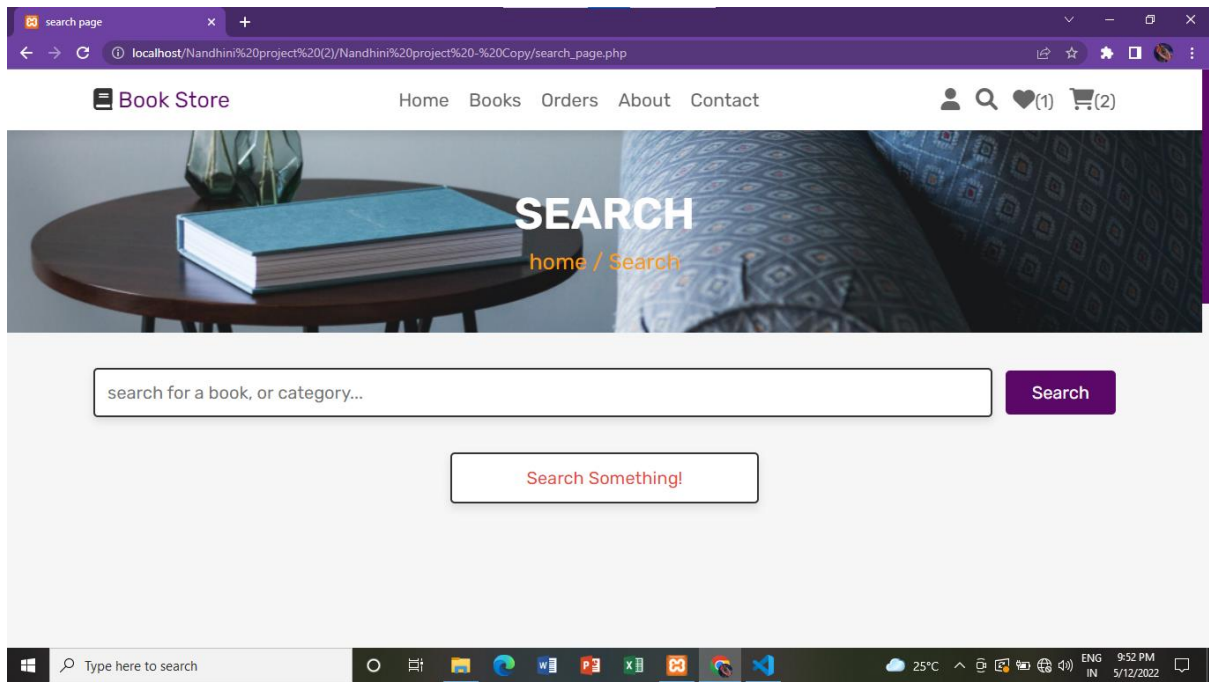 search page
localhost/Nandhini%20project%20(2)/Nandhini%20project%20-%20Copy/search_page.php
Book Store Home Books Orders About Contact (1) (2)
SEARCH
home / Search
search for a book, or category... Search
Search Something!
Type here to search 25°C ENG 9:52 PM
IN 5/12/2022